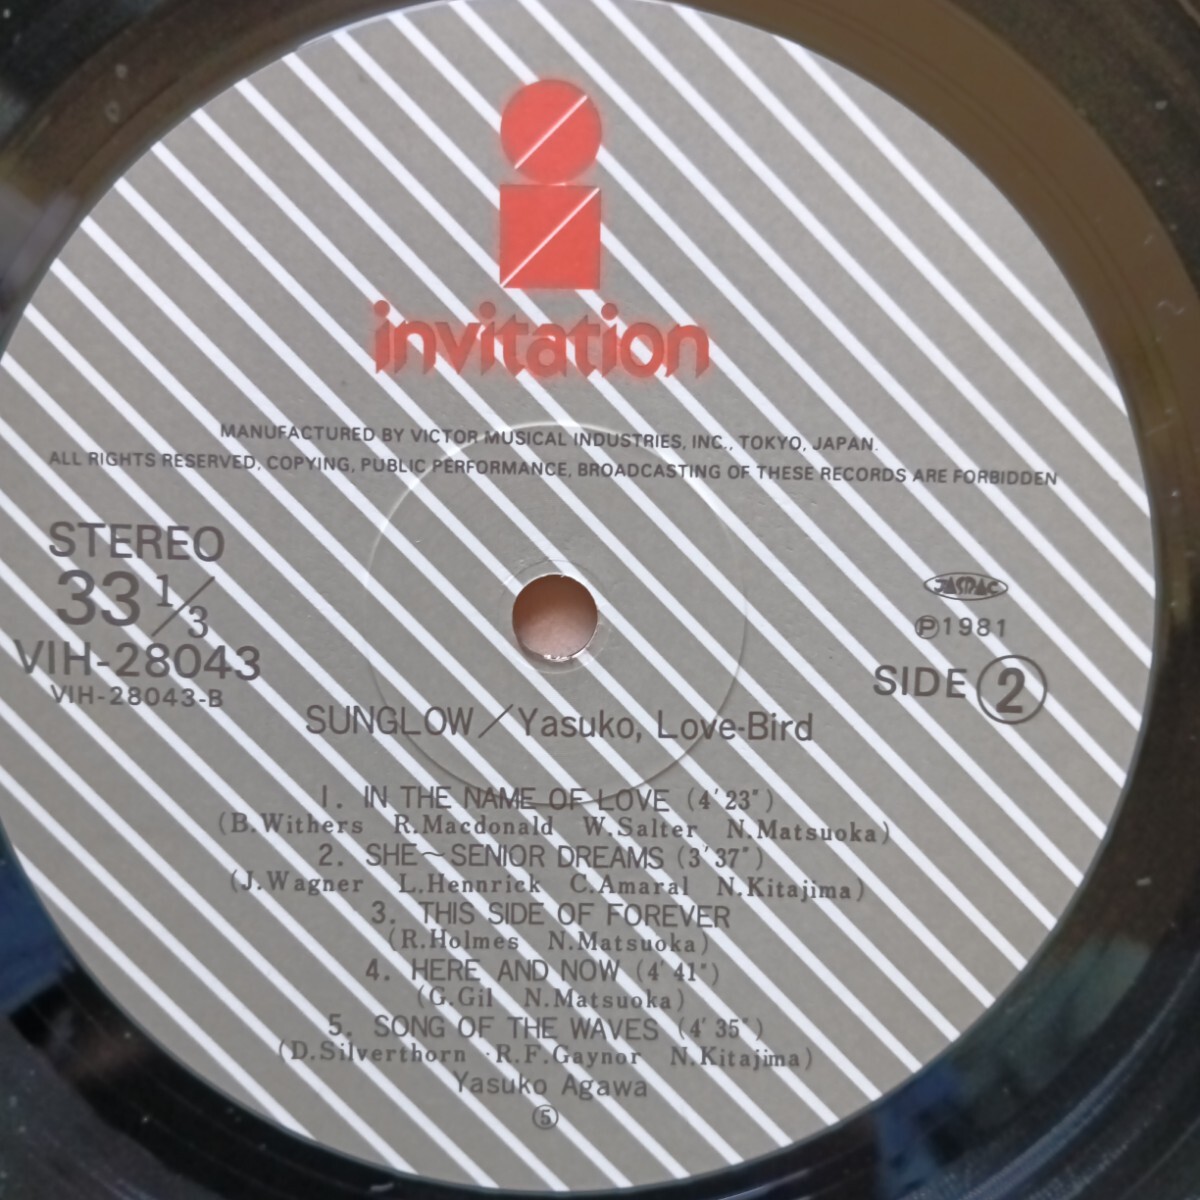 invitation
MANUFACTURED BY VICTOR MUSICAL INDUSTRIES, INC., TOKYO, JAPAN.
ALL RIGHTS RESERVED, COPYING, PUBLIC PERFORMANCE, BROADCASTING OF THESE RECORDS ARE FORBIDDEN
STEREO
33 1/3
VIH-28043
VIH-28043-B
JASRAC
Ⓟ1981
SIDE ②
SUNGLOW／Yasuko, Love-Bird
1. IN THE NAME OF LOVE (4'23")
(B.Withers R.Macdonald W.Salter N.Matsuoka)
2. SHE～SENIOR DREAMS (3'37")
(J.Wagner L.Hennrick C.Amaral N.Kitajima)
3. THIS SIDE OF FOREVER
(R.Holmes N.Matsuoka)
4. HERE AND NOW (4'41")
(G.Gil N.Matsuoka)
5. SONG OF THE WAVES (4'35")
(D.Silverthorn R.F.Gaynor N.Kitajima)
Yasuko Agawa
⑤